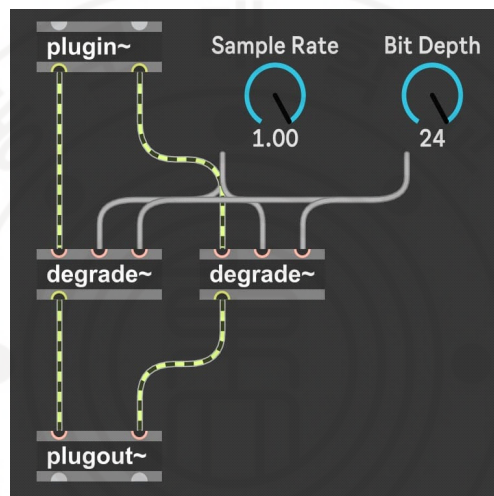 plugin~
Sample Rate
Bit Depth
1.00
24
degrade~
degrade~
plugout~